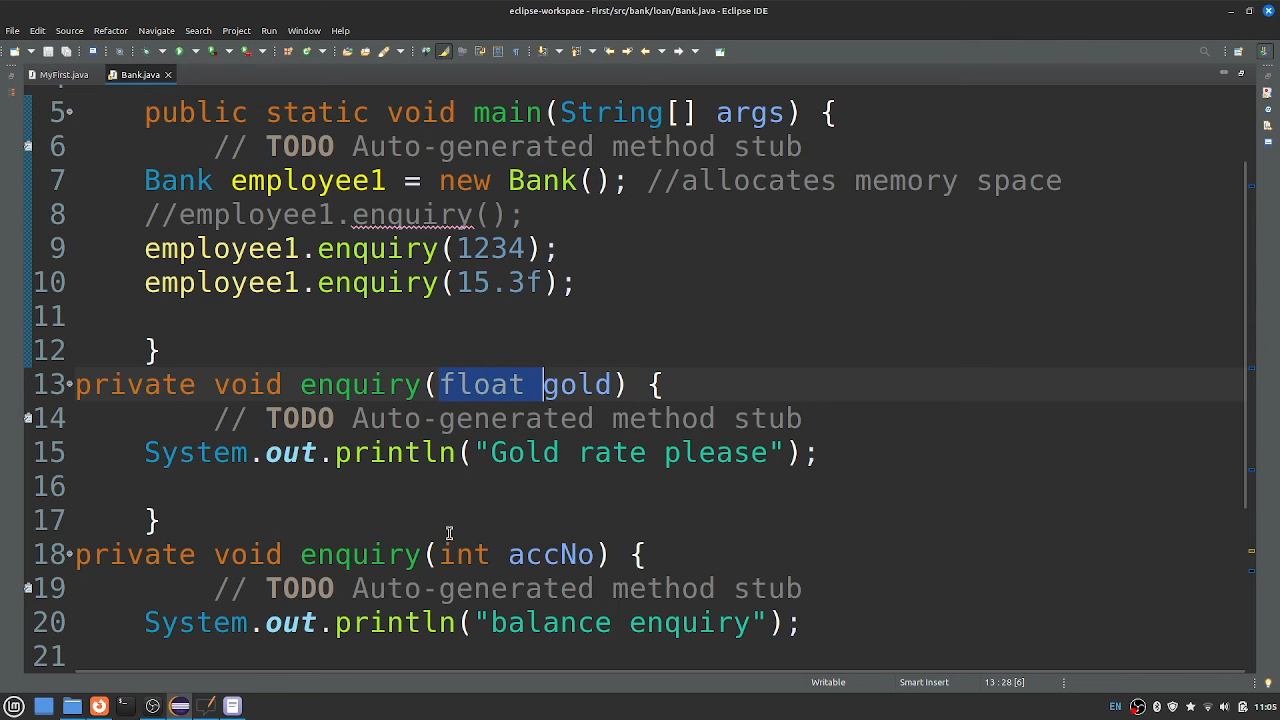 eclipse-workspace - First/src/bank/loan/Bank.java - Eclipse IDE
File Edit Source Refactor Navigate Search Project Run Window Help
MyFirst.java Bank.java
5 public static void main(String[] args) {
6 // TODO Auto-generated method stub
7 Bank employee1 = new Bank(); //allocates memory space
8 //employee1.enquiry();
9 employee1.enquiry(1234);
10 employee1.enquiry(15.3f);
11
12 }
13 private void enquiry(float gold) {
14 // TODO Auto-generated method stub
15 System.out.println("Gold rate please");
16
17 }
18 private void enquiry(int accNo) {
19 // TODO Auto-generated method stub
20 System.out.println("balance enquiry");
21
Writable Smart Insert 13 : 28 [6]
EN 11:05